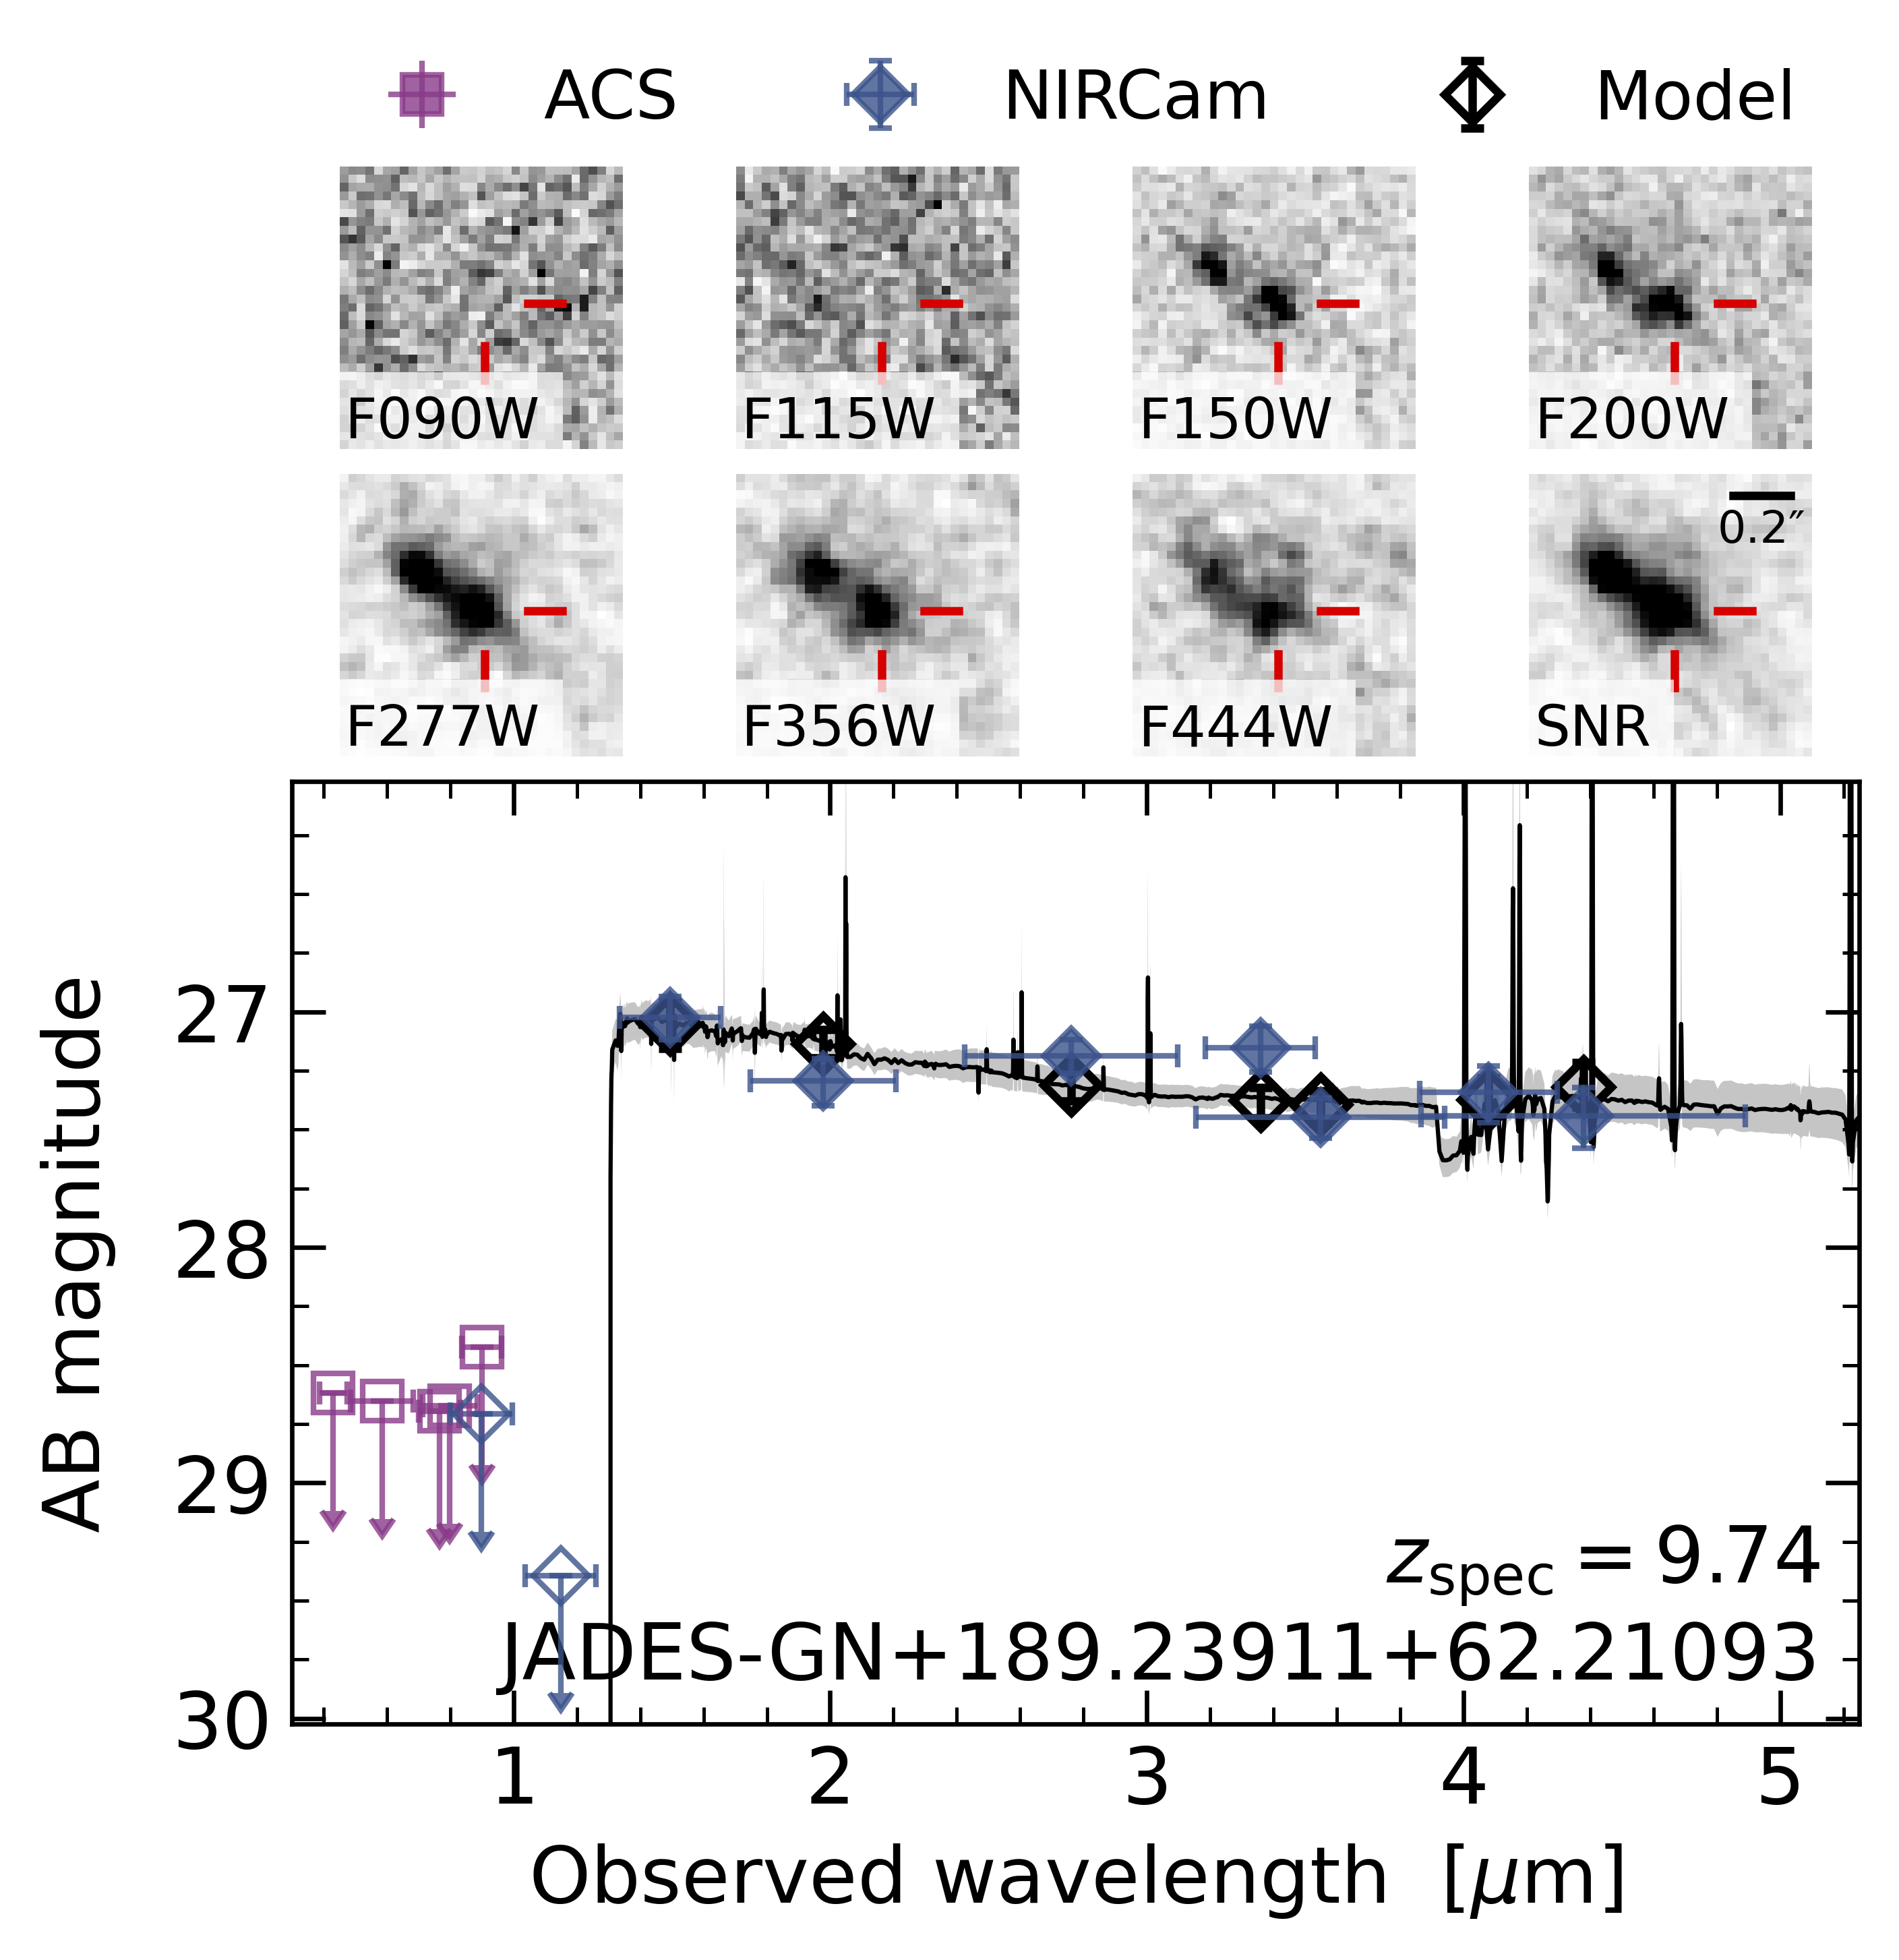 ACS NIRCam Model
F090W F115W F150W F200W
0.2″
F277W F356W F444W SNR
27
28
29
30
AB magnitude
z_spec = 9.74
JADES-GN+189.23911+62.21093
1 2 3 4 5
Observed wavelength [μm]